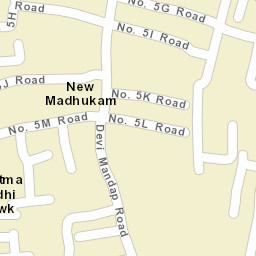 5H Road
No. 5G Road
No. 5I Road
5J Road
New
Madhukam
No. 5K Road
No. 5M Road
No. 5L Road
Devi Mandap Road
tma
dhi
wk